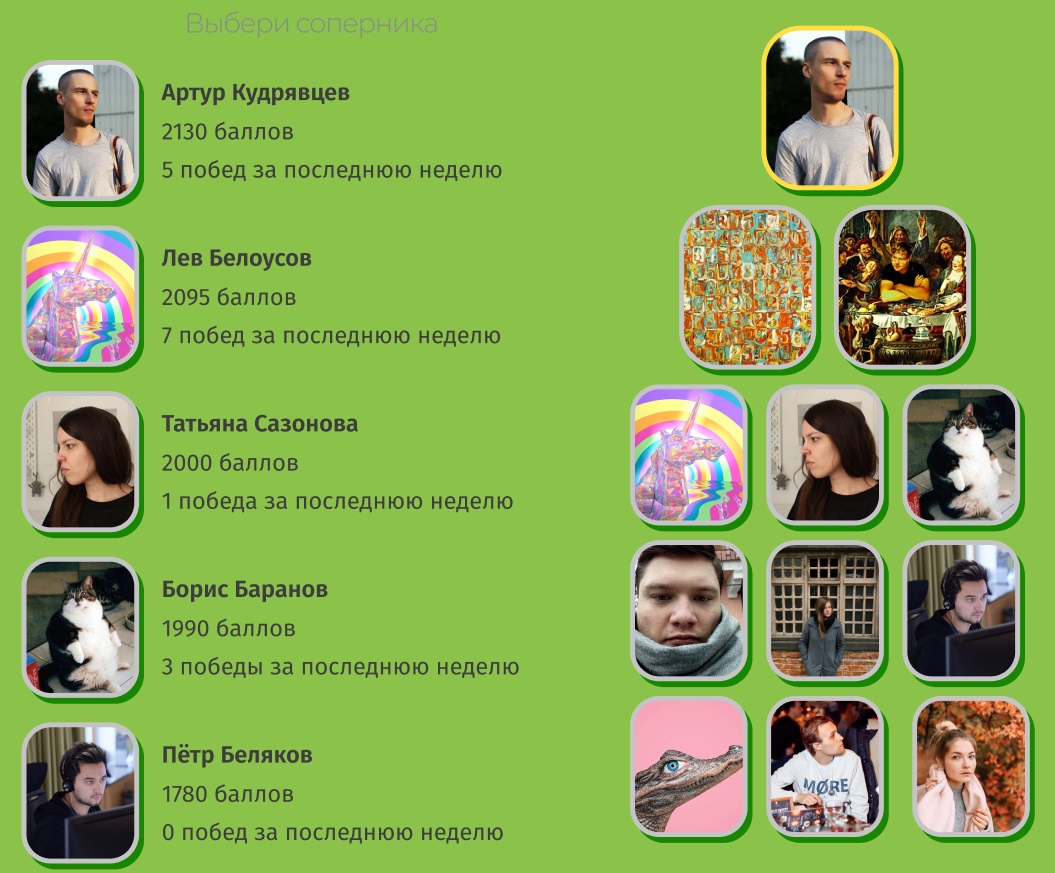 Выбери соперника
Артур Кудрявцев
2130 баллов
5 побед за последнюю неделю
Лев Белоусов
2095 баллов
7 побед за последнюю неделю
Татьяна Сазонова
2000 баллов
1 победа за последнюю неделю
Борис Баранов
1990 баллов
3 победы за последнюю неделю
Пётр Беляков
1780 баллов
0 побед за последнюю неделю
MØRE